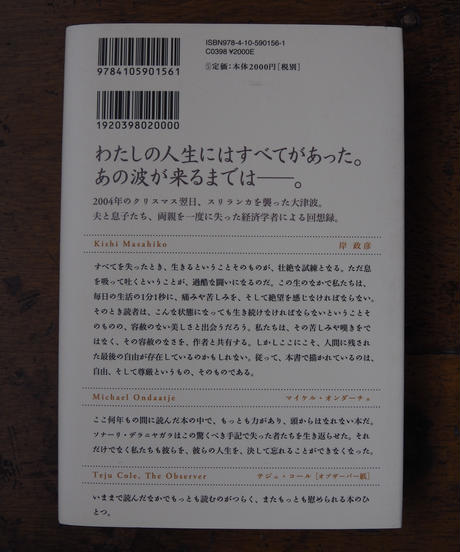 ISBN978-4-10-590156-1
C0398 ¥2000E
Ⓢ定価：本体2000円［税別］
9784105901561
1920398020000
わたしの人生にはすべてがあった。
あの波が来るまでは――。
2004年のクリスマス翌日、スリランカを襲った大津波。
夫と息子たち、両親を一度に失った経済学者による回想録。
Kishi Masahiko 岸 政彦
すべてを失ったとき、生きるということそのものが、壮絶な試練となる。ただ息
を吸って吐くということが、過酷な闘いになるのだ。この生のなかで私たちは、
毎日の生活の1分1秒に、痛みや苦しみを、そして絶望を感じなければならない。
そのとき読者は、こんな状態になっても生き続けなければならないということそ
のものの、容赦のない美しさと出会うだろう。私たちは、その苦しみや嘆きをで
はなく、その容赦のなさを、作者と共有する。しかしここにこそ、人間に残され
た最後の自由が存在しているのかもしれない。従って、本書で描かれているのは、
自由、そして尊厳というもの、そのものである。
Michael Ondaatje マイケル・オンダーチェ
ここ何年もの間に読んだ本の中で、もっとも力があり、頭からはなれない本だ。
ソナーリ・デラニヤガラはこの驚くべき手記で失った者たちを生き返らせた。それ
だけでなく私たちも彼らを、彼らの人生を、決して忘れることができなくなった。
Teju Cole, The Observer テジュ・コール［オブザーバー紙］
いままで読んだなかでもっとも読むのがつらく、またもっとも慰められる本のひ
とつ。